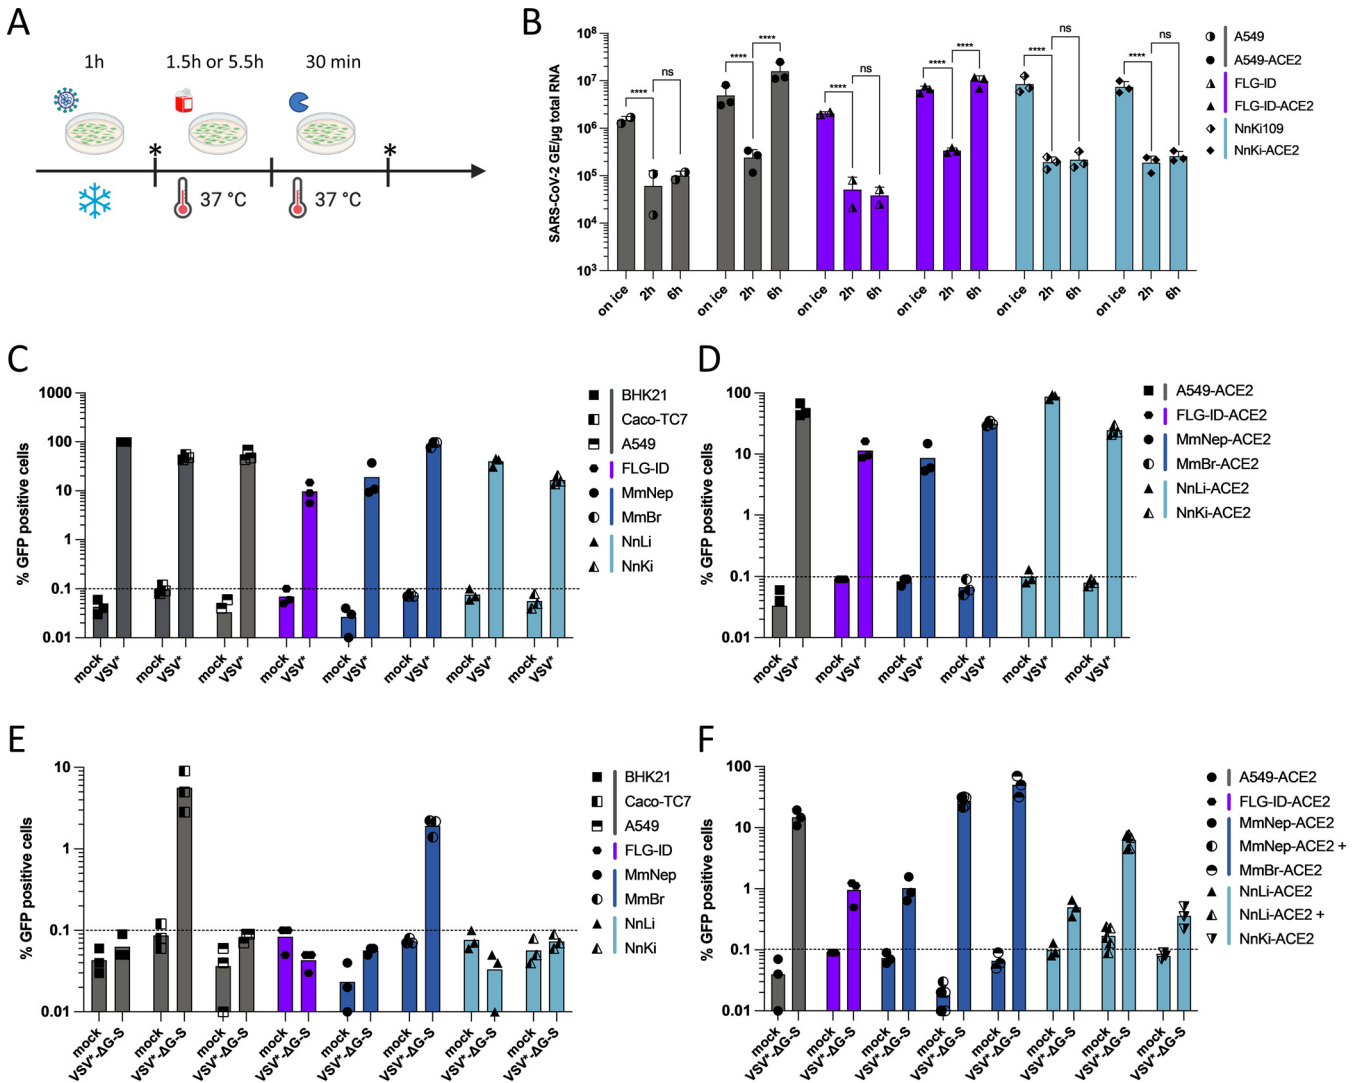 A
1h
1.5h or 5.5h
30 min
*
*
37 °C
37 °C
B
SARS-CoV-2 GE/µg total RNA
10⁸
10⁷
10⁶
10⁵
10⁴
10³
**** ns
**** ****
**** ns
**** ****
**** ns
**** ns
on ice 2h 6h on ice 2h 6h on ice 2h 6h on ice 2h 6h on ice 2h 6h on ice 2h 6h
A549
A549-ACE2
FLG-ID
FLG-ID-ACE2
NnKi109
NnKi-ACE2
C
% GFP positive cells
1000
100
10
1
0.1
0.01
mock VSV* mock VSV* mock VSV* mock VSV* mock VSV* mock VSV* mock VSV* mock VSV*
BHK21
Caco-TC7
A549
FLG-ID
MmNep
MmBr
NnLi
NnKi
D
% GFP positive cells
100
10
1
0.1
0.01
mock VSV* mock VSV* mock VSV* mock VSV* mock VSV* mock VSV*
A549-ACE2
FLG-ID-ACE2
MmNep-ACE2
MmBr-ACE2
NnLi-ACE2
NnKi-ACE2
E
% GFP positive cells
10
1
0.1
0.01
mock VSV*-ΔG-S mock VSV*-ΔG-S mock VSV*-ΔG-S mock VSV*-ΔG-S mock VSV*-ΔG-S mock VSV*-ΔG-S mock VSV*-ΔG-S mock VSV*-ΔG-S
BHK21
Caco-TC7
A549
FLG-ID
MmNep
MmBr
NnLi
NnKi
F
% GFP positive cells
100
10
1
0.1
0.01
mock VSV*-ΔG-S mock VSV*-ΔG-S mock VSV*-ΔG-S mock VSV*-ΔG-S mock VSV*-ΔG-S mock VSV*-ΔG-S mock VSV*-ΔG-S mock VSV*-ΔG-S
A549-ACE2
FLG-ID-ACE2
MmNep-ACE2
MmNep-ACE2 +
MmBr-ACE2
NnLi-ACE2
NnLi-ACE2 +
NnKi-ACE2